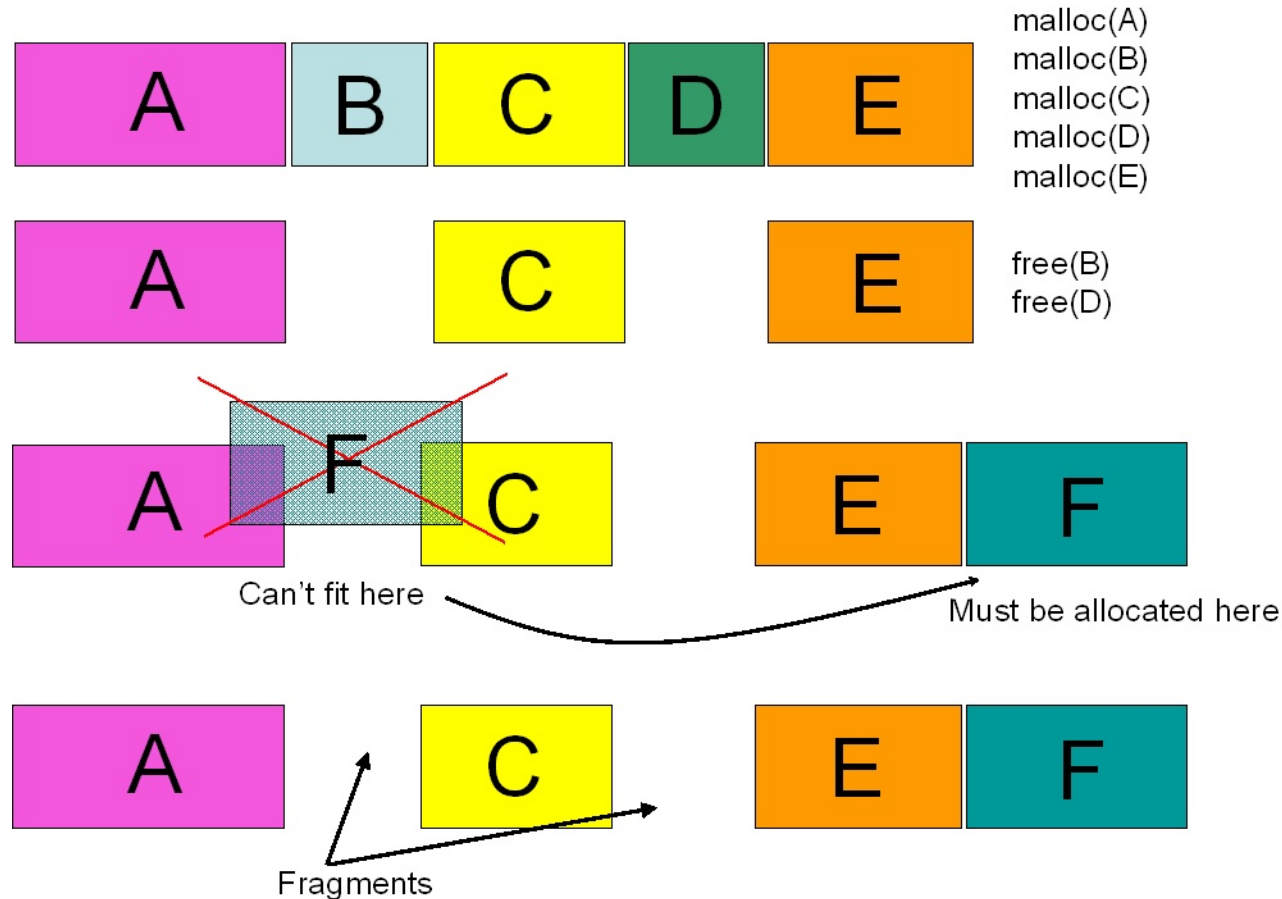 A B C D E
malloc(A)
malloc(B)
malloc(C)
malloc(D)
malloc(E)
A C E
free(B)
free(D)
A F C E F
Can't fit here
Must be allocated here
A C E F
Fragments